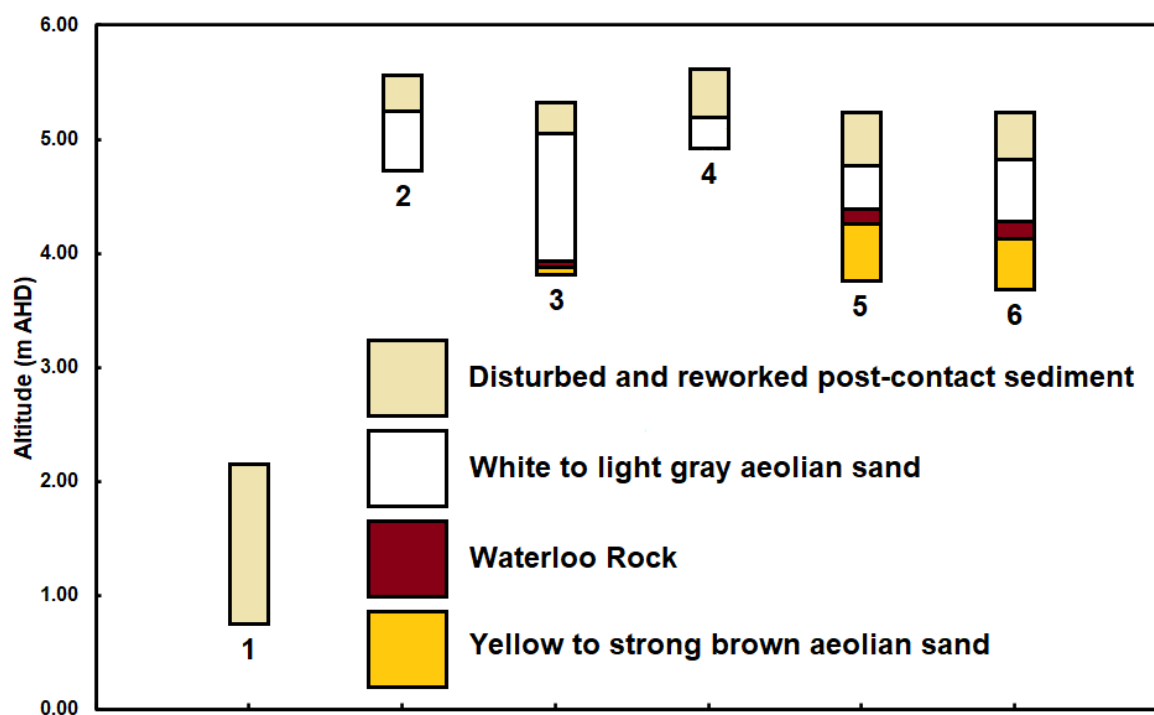 6.00
5.00
4.00
3.00
2.00
1.00
0.00
Altitude (m AHD)
1
2
3
4
5
6
Disturbed and reworked post-contact sediment
White to light gray aeolian sand
Waterloo Rock
Yellow to strong brown aeolian sand